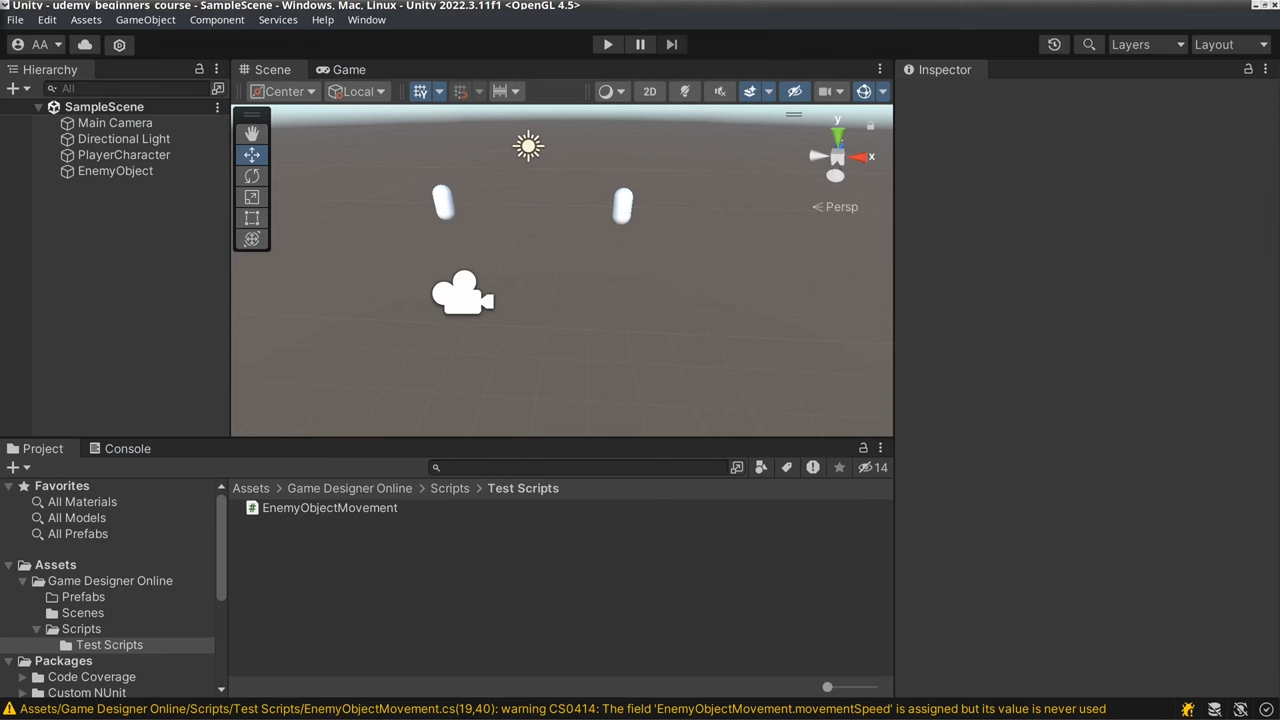 Unity - udemy_beginners_course - SampleScene - Windows, Mac, Linux - Unity 2022.3.11f1 <OpenGL 4.5>
File Edit Assets GameObject Component Services Help Window
AA Layers Layout
Hierarchy Scene Game Inspector
All Center Local 2D
SampleScene
Main Camera
Directional Light
PlayerCharacter
EnemyObject
y
x
Persp
Project Console
14
Favorites Assets > Game Designer Online > Scripts > Test Scripts
All Materials EnemyObjectMovement
All Models
All Prefabs
Assets
Game Designer Online
Prefabs
Scenes
Scripts
Test Scripts
Packages
Code Coverage
Custom NUnit
Assets/Game Designer Online/Scripts/Test Scripts/EnemyObjectMovement.cs(19,40): warning CS0414: The field 'EnemyObjectMovement.movementSpeed' is assigned but its value is never used